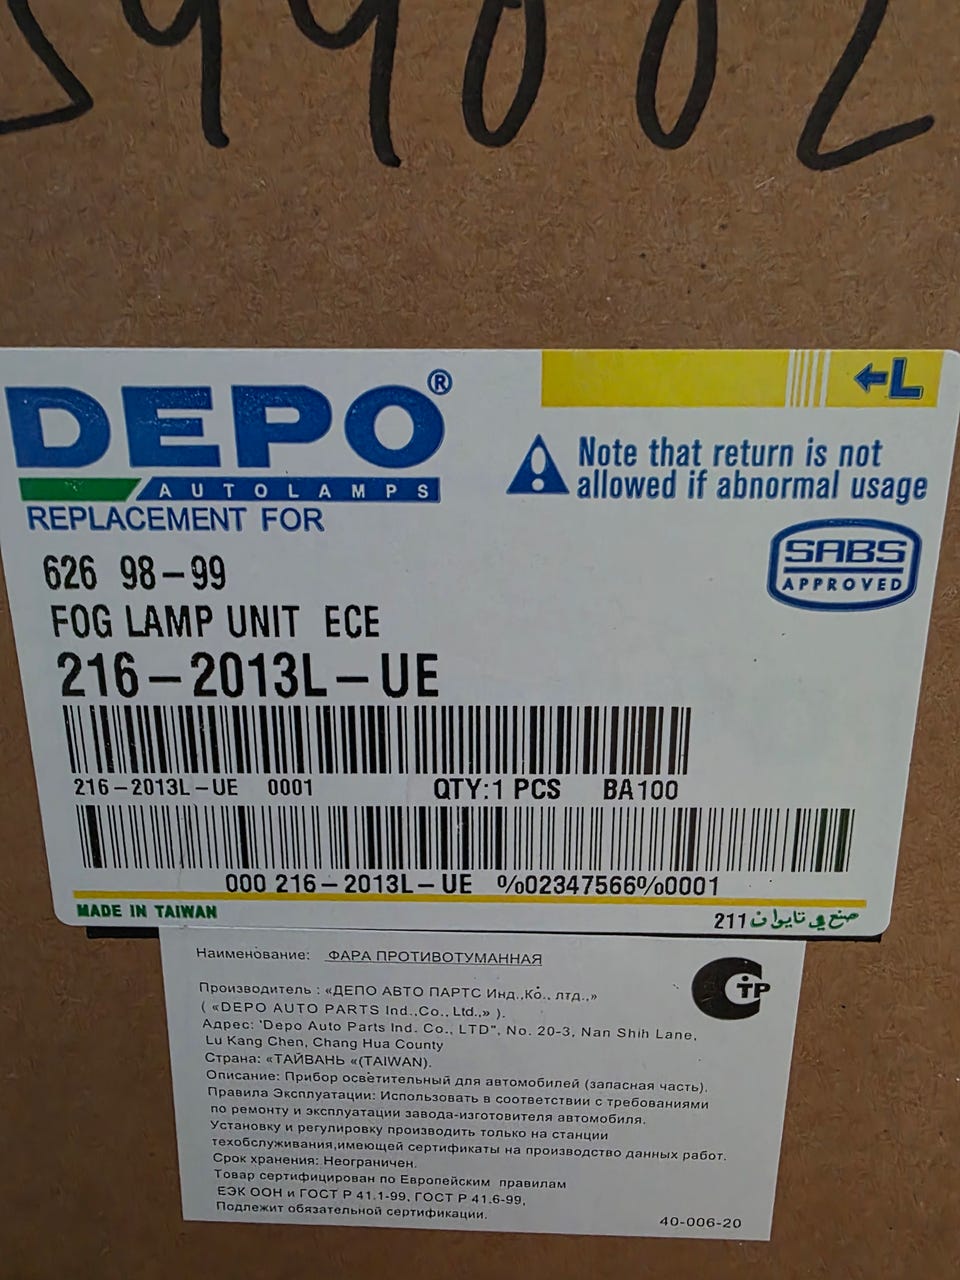 94002
←L
DEPO®
AUTOLAMPS
REPLACEMENT FOR
Note that return is not
allowed if abnormal usage
SABS
APPROVED
626 98-99
FOG LAMP UNIT ECE
216-2013L-UE
216-2013L-UE 0001 QTY:1 PCS BA100
000 216-2013L-UE %02347566%0001
MADE IN TAIWAN
211 صنع في تايوان
Наименование: ФАРА ПРОТИВОТУМАННАЯ
Производитель : «ДЕПО АВТО ПАРТС Инд.,Ко., лтд.,»
( «DEPO AUTO PARTS Ind.,Co., Ltd.,» ).
Адрес: 'Depo Auto Parts Ind. Co., LTD", No. 20-3, Nan Shih Lane,
Lu Kang Chen, Chang Hua County
Страна: «ТАЙВАНЬ «(TAIWAN).
Описание: Прибор осветительный для автомобилей (запасная часть).
Правила Эксплуатации: Использовать в соответствии с требованиями
по ремонту и эксплуатации завода-изготовителя автомобиля.
Установку и регулировку производить только на станции
техобслуживания,имеющей сертификаты на производство данных работ.
Срок хранения: Неограничен.
Товар сертифицирован по Европейским правилам
ЕЭК ООН и ГОСТ Р 41.1-99, ГОСТ Р 41.6-99,
Подлежит обязательной сертификации.
40-006-20